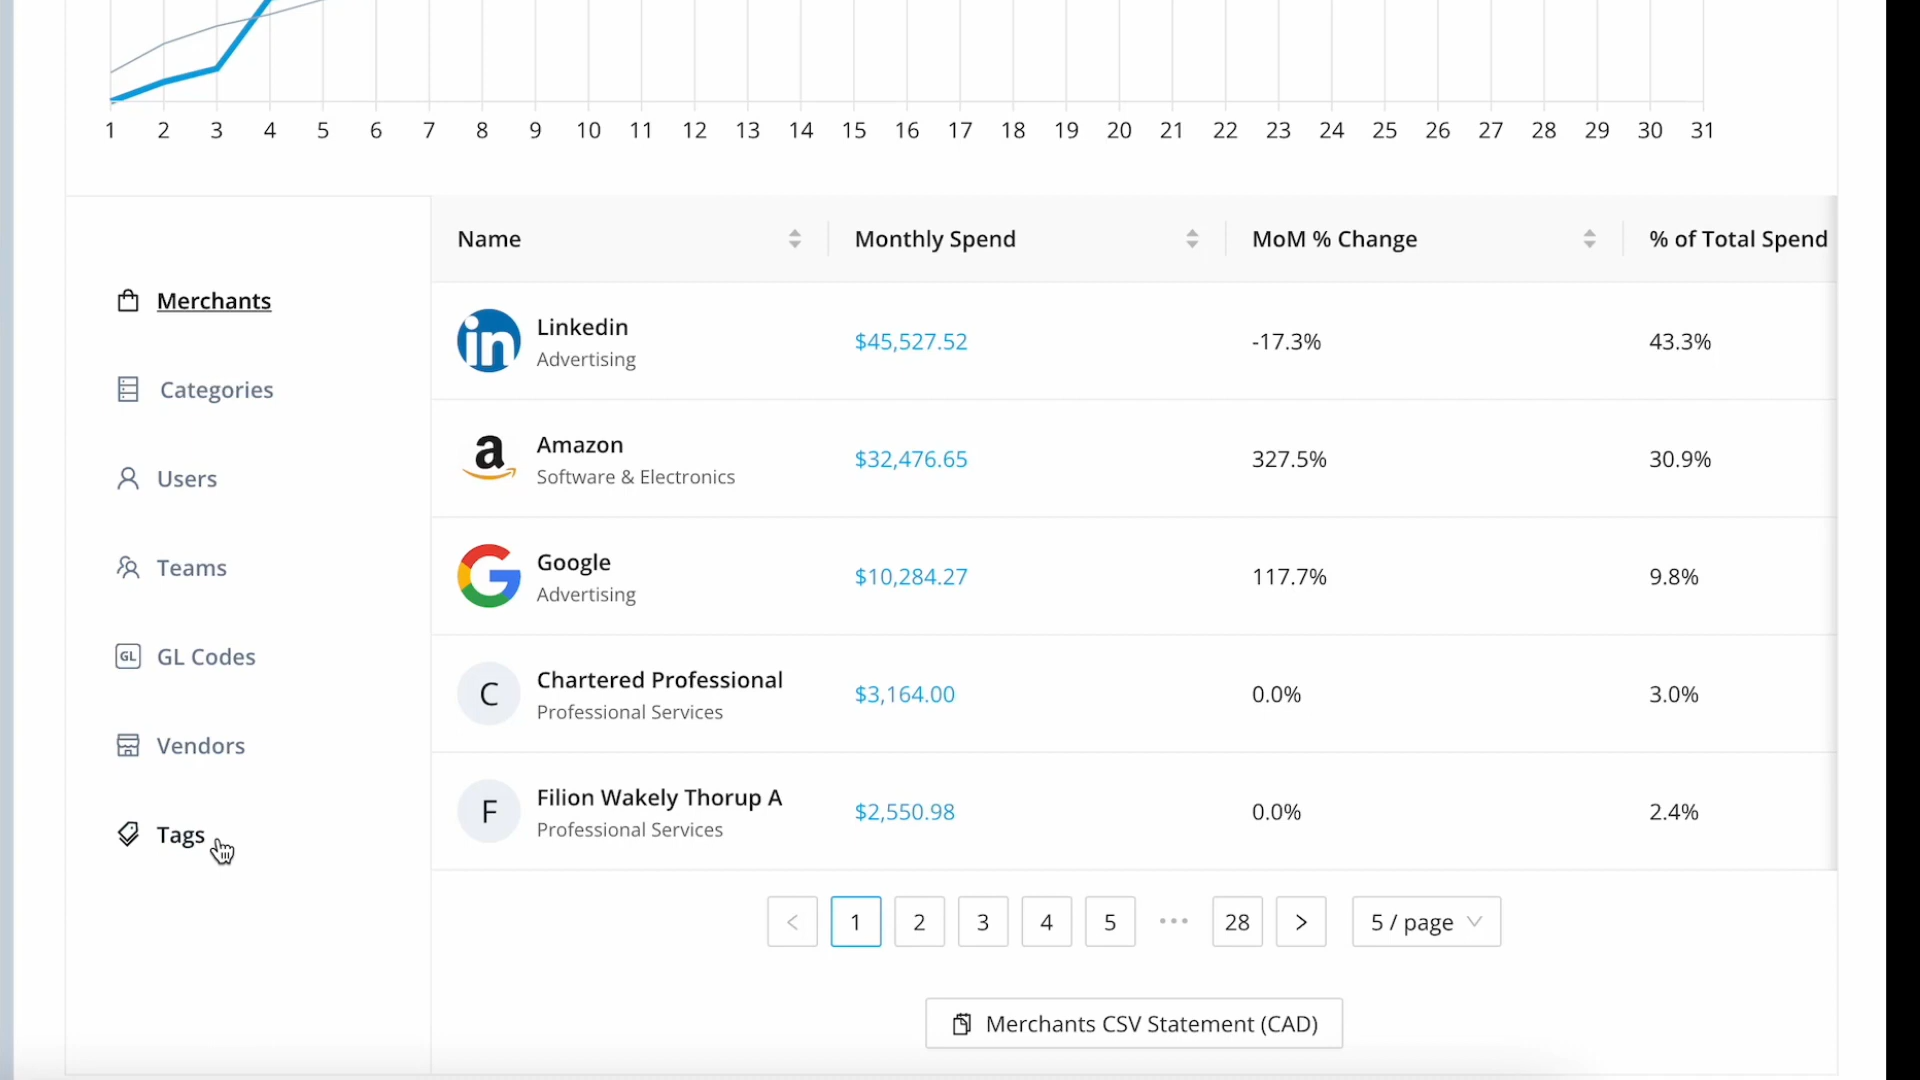 1 2 3 4 5 6 7 8 9 10 11 12 13 14 15 16 17 18 19 20 21 22 23 24 25 26 27 28 29 30 31
Merchants
Categories
Users
Teams
GL GL Codes
Vendors
Tags
Name Monthly Spend MoM % Change % of Total Spend
in Linkedin
Advertising
$45,527.52 -17.3% 43.3%
a Amazon
Software & Electronics
$32,476.65 327.5% 30.9%
G Google
Advertising
$10,284.27 117.7% 9.8%
C Chartered Professional
Professional Services
$3,164.00 0.0% 3.0%
F Filion Wakely Thorup A
Professional Services
$2,550.98 0.0% 2.4%
< 1 2 3 4 5 ••• 28 > 5 / page
Merchants CSV Statement (CAD)